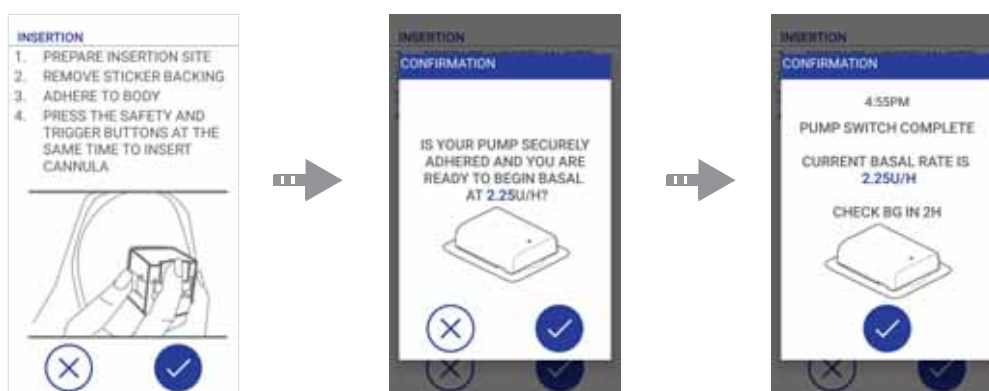 INSERTION
1. PREPARE INSERTION SITE
2. REMOVE STICKER BACKING
3. ADHERE TO BODY
4. PRESS THE SAFETY AND
TRIGGER BUTTONS AT THE
SAME TIME TO INSERT
CANNULA
INSERTION
CONFIRMATION
IS YOUR PUMP SECURELY
ADHERED AND YOU ARE
READY TO BEGIN BASAL
AT 2.25U/H?
INSERTION
CONFIRMATION
4:55PM
PUMP SWITCH COMPLETE
CURRENT BASAL RATE IS
2.25U/H
CHECK BG IN 2H